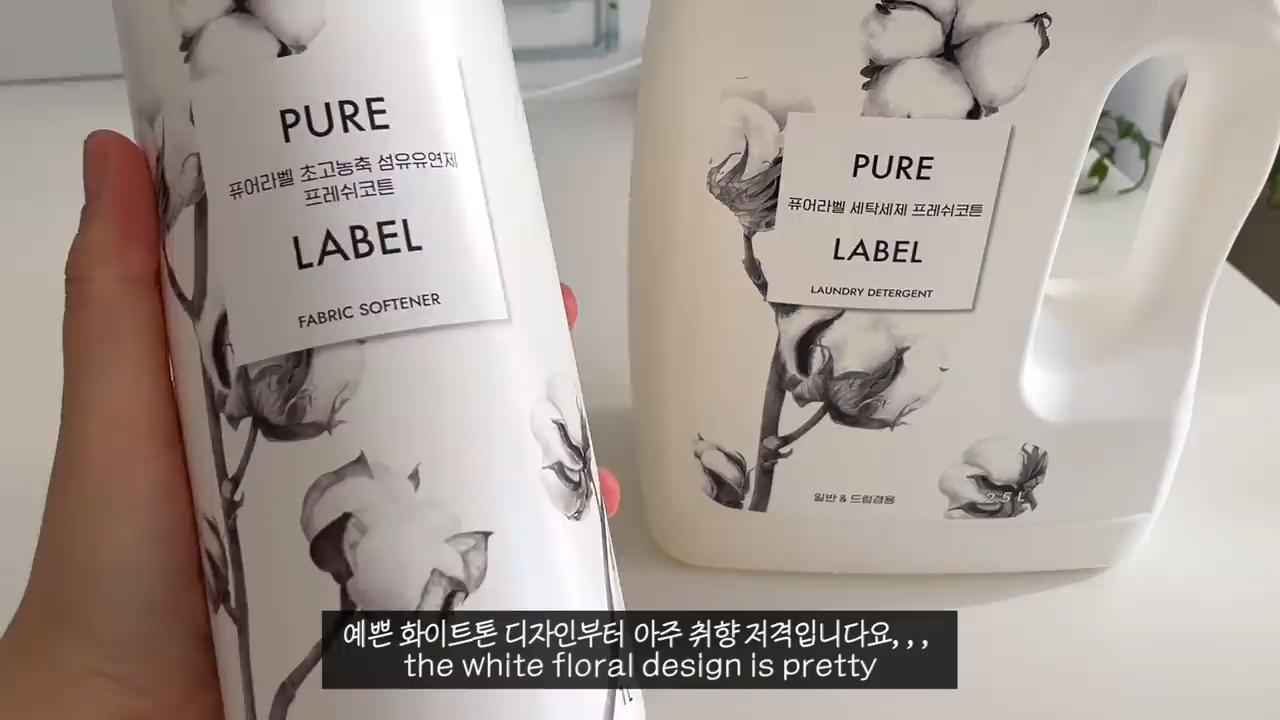 PURE
퓨어라벨 초고농축 섬유유연제
프레쉬코튼
LABEL
FABRIC SOFTENER
1L
PURE
퓨어라벨 세탁세제 프레쉬코튼
LABEL
LAUNDRY DETERGENT
일반 & 드럼겸용
2.5 L
예쁜 화이트톤 디자인부터 아주 취향 저격입니다요,,,
the white floral design is pretty